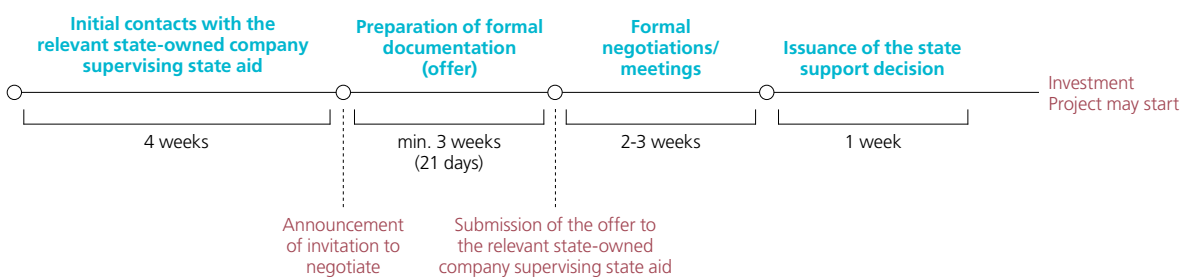 Initial contacts with the
relevant state-owned company
supervising state aid
Preparation of formal
documentation
(offer)
Formal
negotiations/
meetings
Issuance of the state
support decision
Investment
Project may start
4 weeks
min. 3 weeks
(21 days)
2-3 weeks
1 week
Announcement
of invitation to
negotiate
Submission of the offer to
the relevant state-owned
company supervising state aid